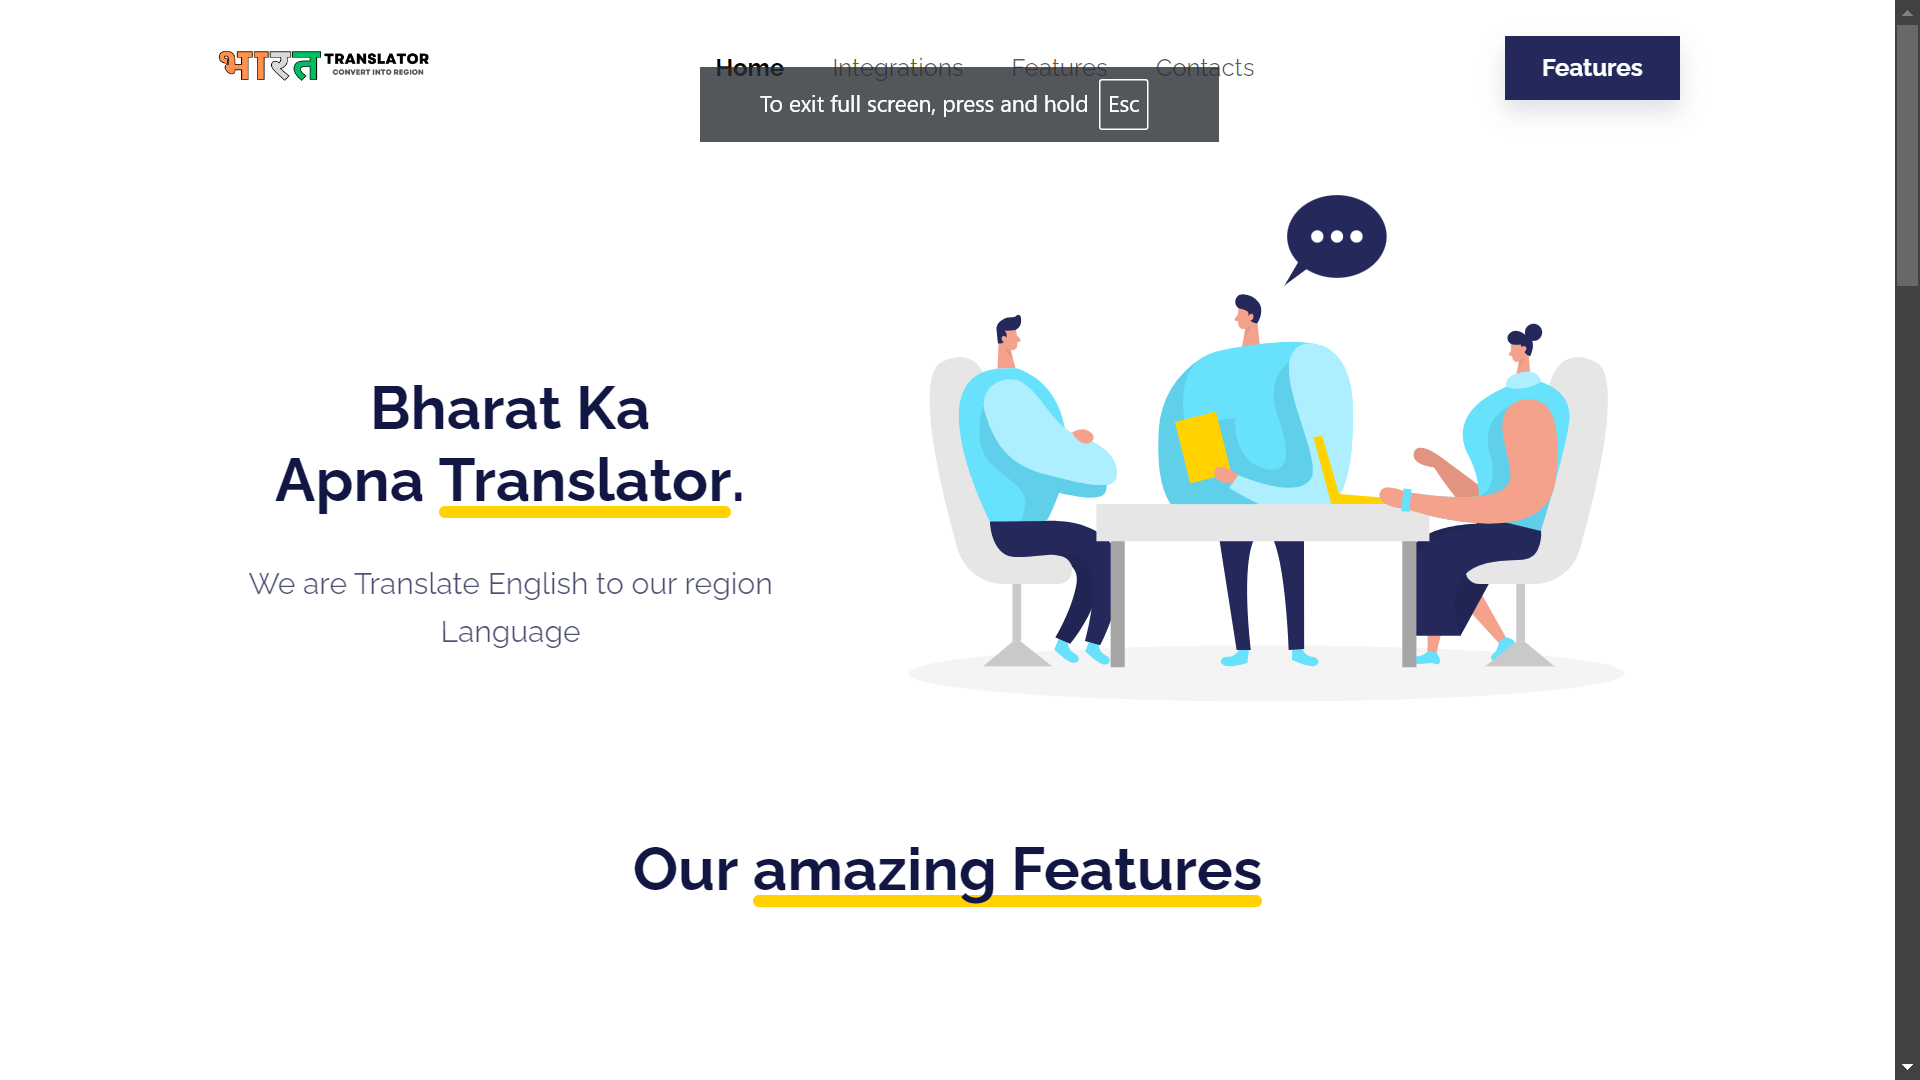 भारत TRANSLATOR
CONVERT INTO REGION
Home Integrations Features Contacts
Features
To exit full screen, press and hold Esc
Bharat Ka
Apna Translator.
We are Translate English to our region
Language
Our amazing Features